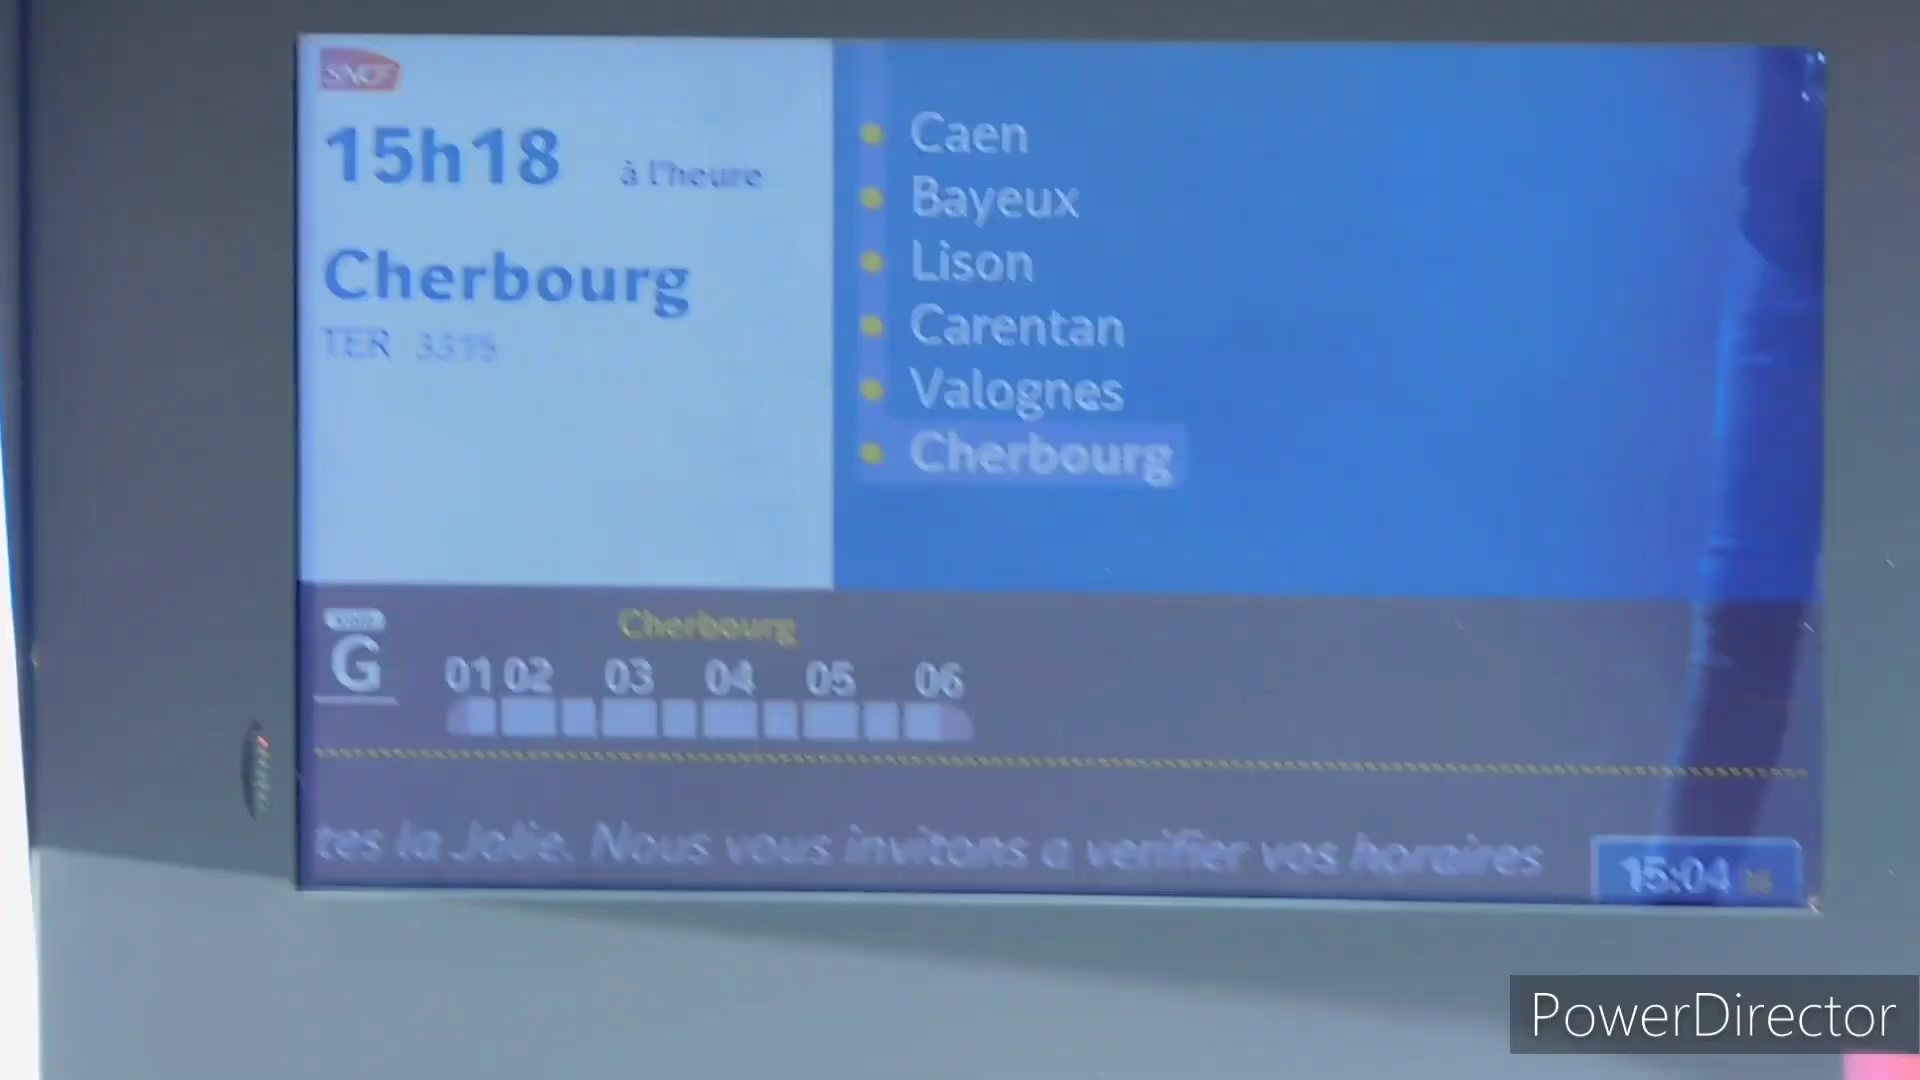 SNCF
15h18 à l'heure
Cherbourg
TER 3315
Caen
Bayeux
Lison
Carentan
Valognes
Cherbourg
Cherbourg
G
01 02 03 04 05 06
tes la Jolie. Nous vous invitons a verifier vos horaires
15:04
PowerDirector